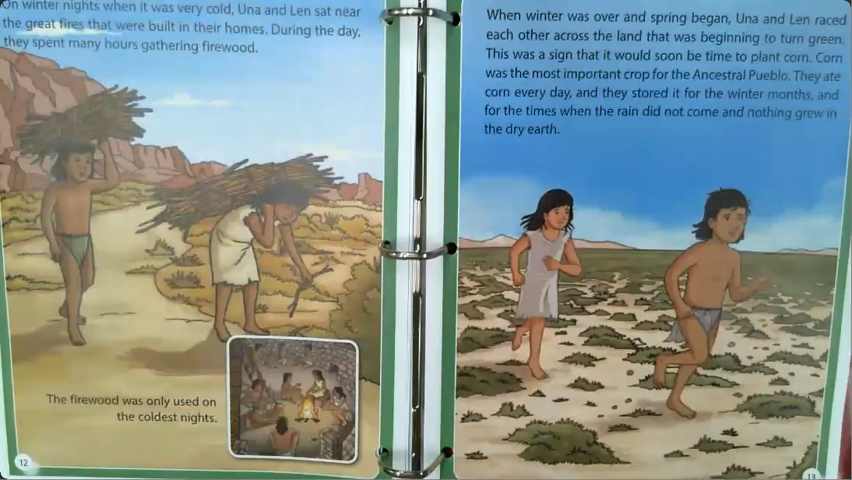 On winter nights when it was very cold, Una and Len sat near
the great fires that were built in their homes. During the day,
they spent many hours gathering firewood.
The firewood was only used on
the coldest nights.
12
When winter was over and spring began, Una and Len raced
each other across the land that was beginning to turn green.
This was a sign that it would soon be time to plant corn. Corn
was the most important crop for the Ancestral Pueblo. They ate
corn every day, and they stored it for the winter months, and
for the times when the rain did not come and nothing grew in
the dry earth.
13